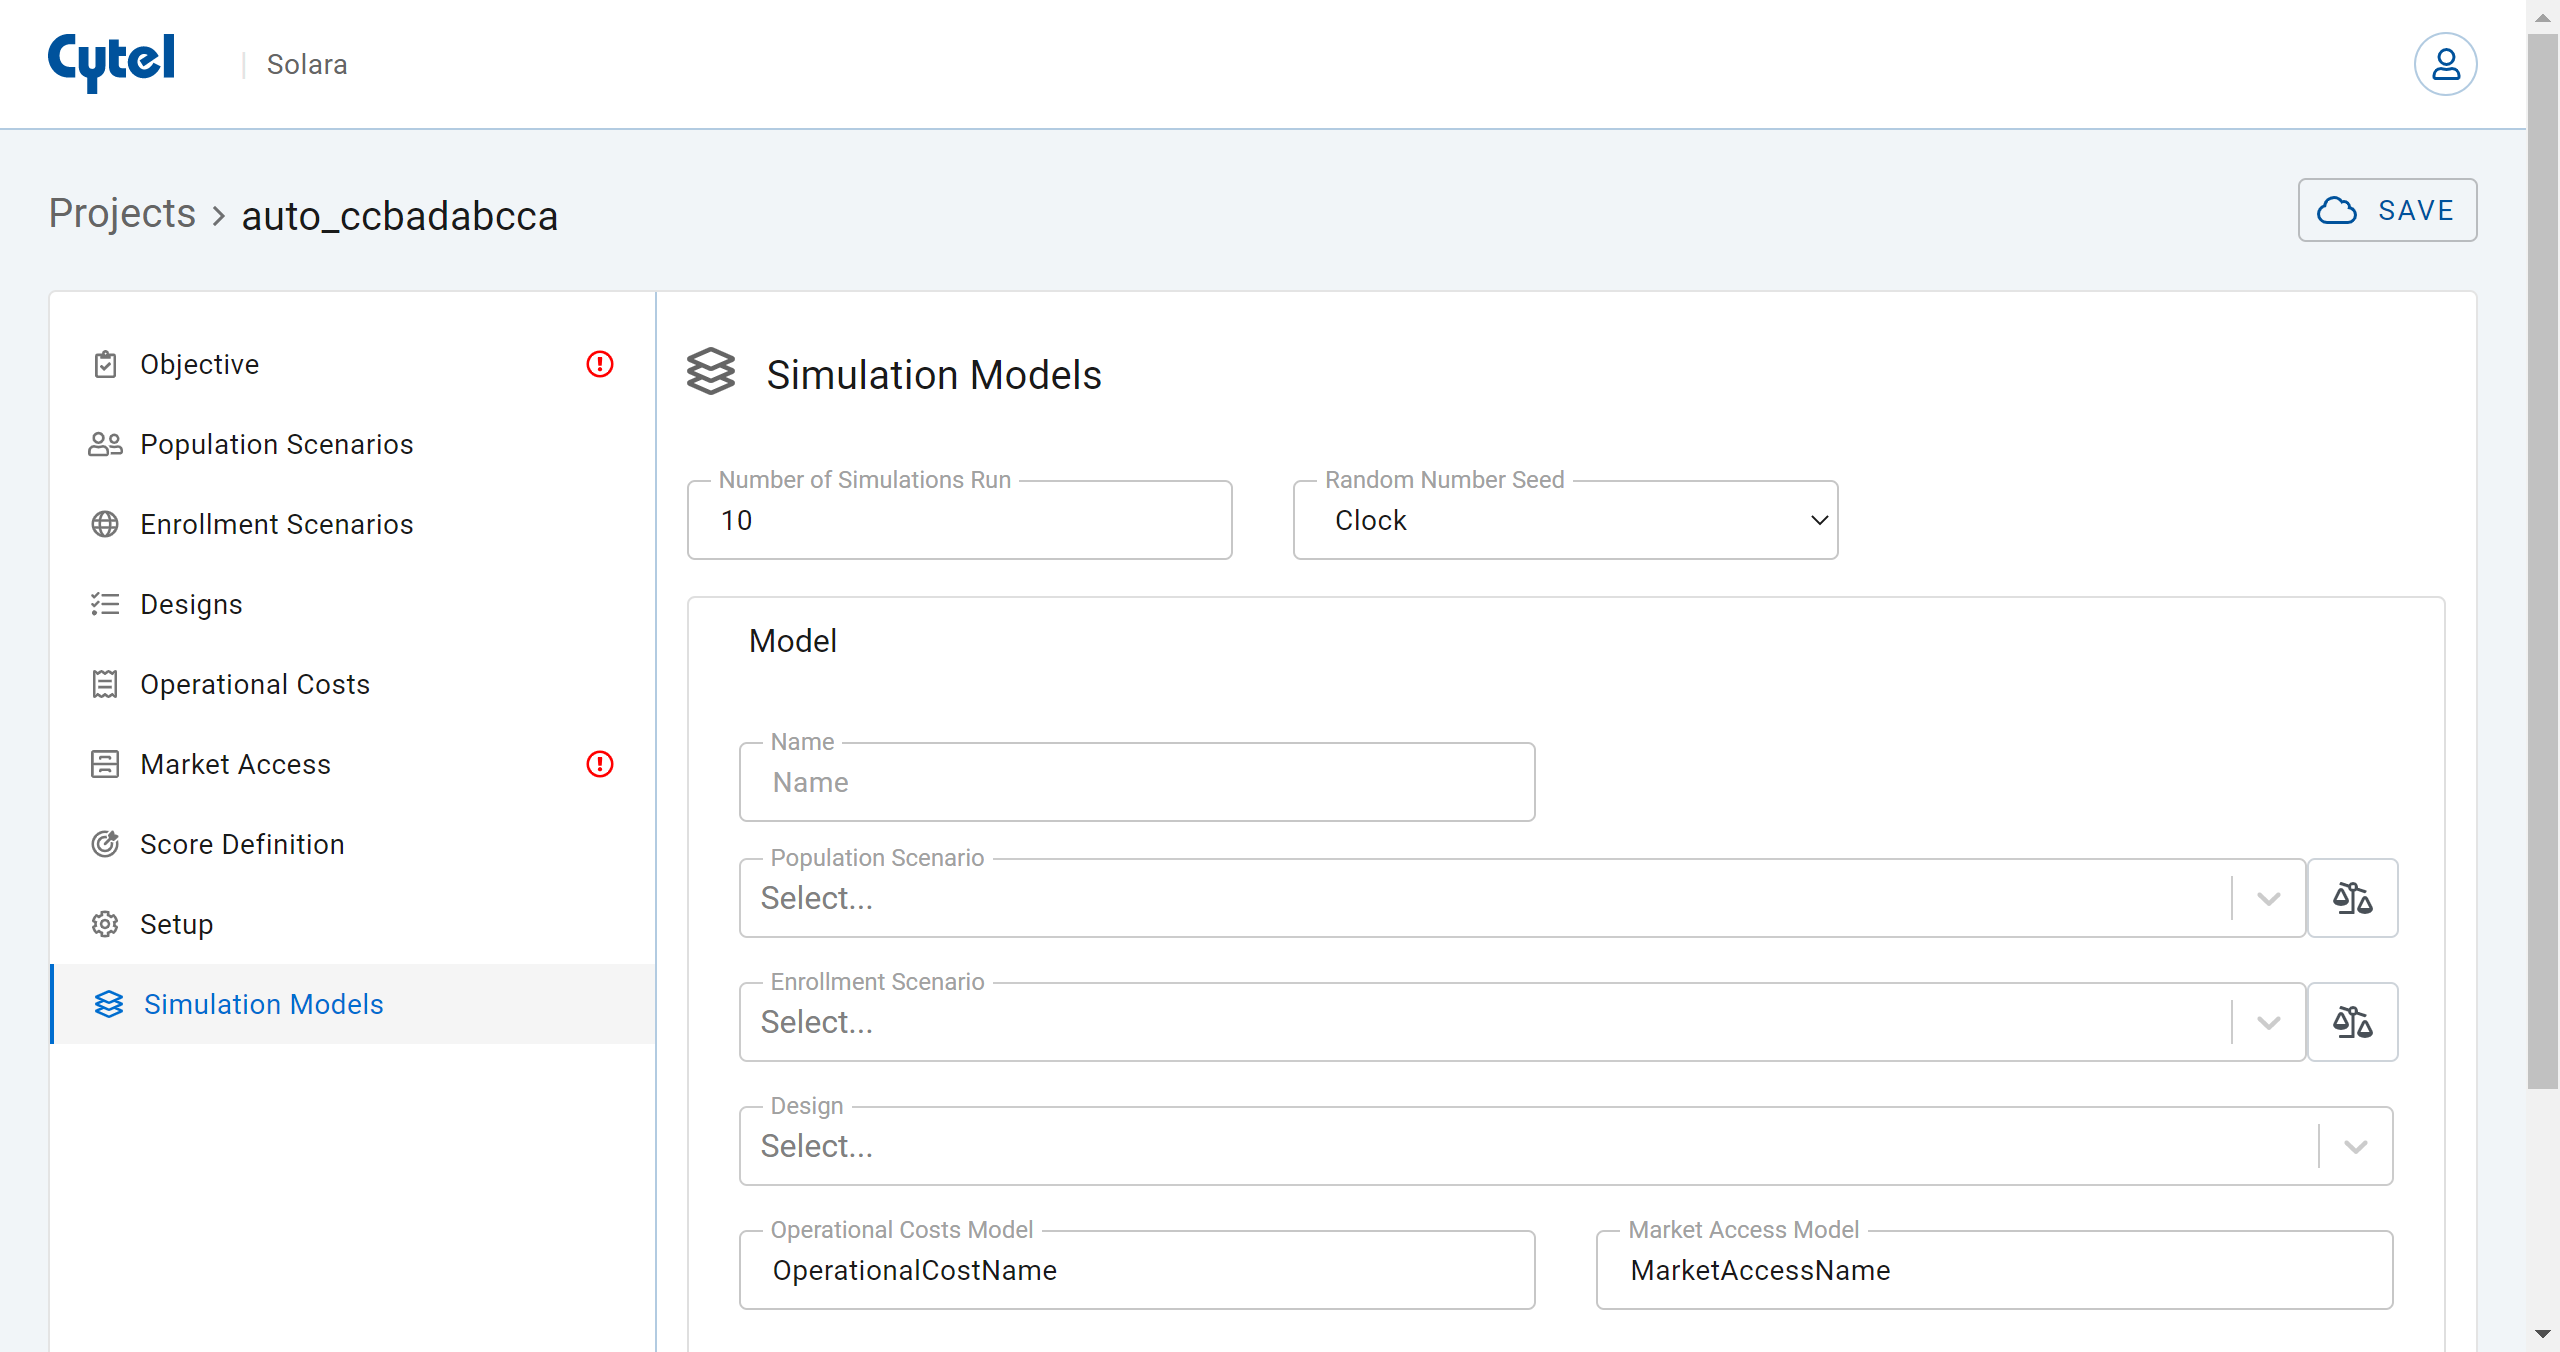 Cytel | Solara
Projects > auto_ccbadabcca
SAVE
Objective
Population Scenarios
Enrollment Scenarios
Designs
Operational Costs
Market Access
Score Definition
Setup
Simulation Models
Simulation Models
Number of Simulations Run
10
Random Number Seed
Clock
Model
Name
Name
Population Scenario
Select...
Enrollment Scenario
Select...
Design
Select...
Operational Costs Model
OperationalCostName
Market Access Model
MarketAccessName